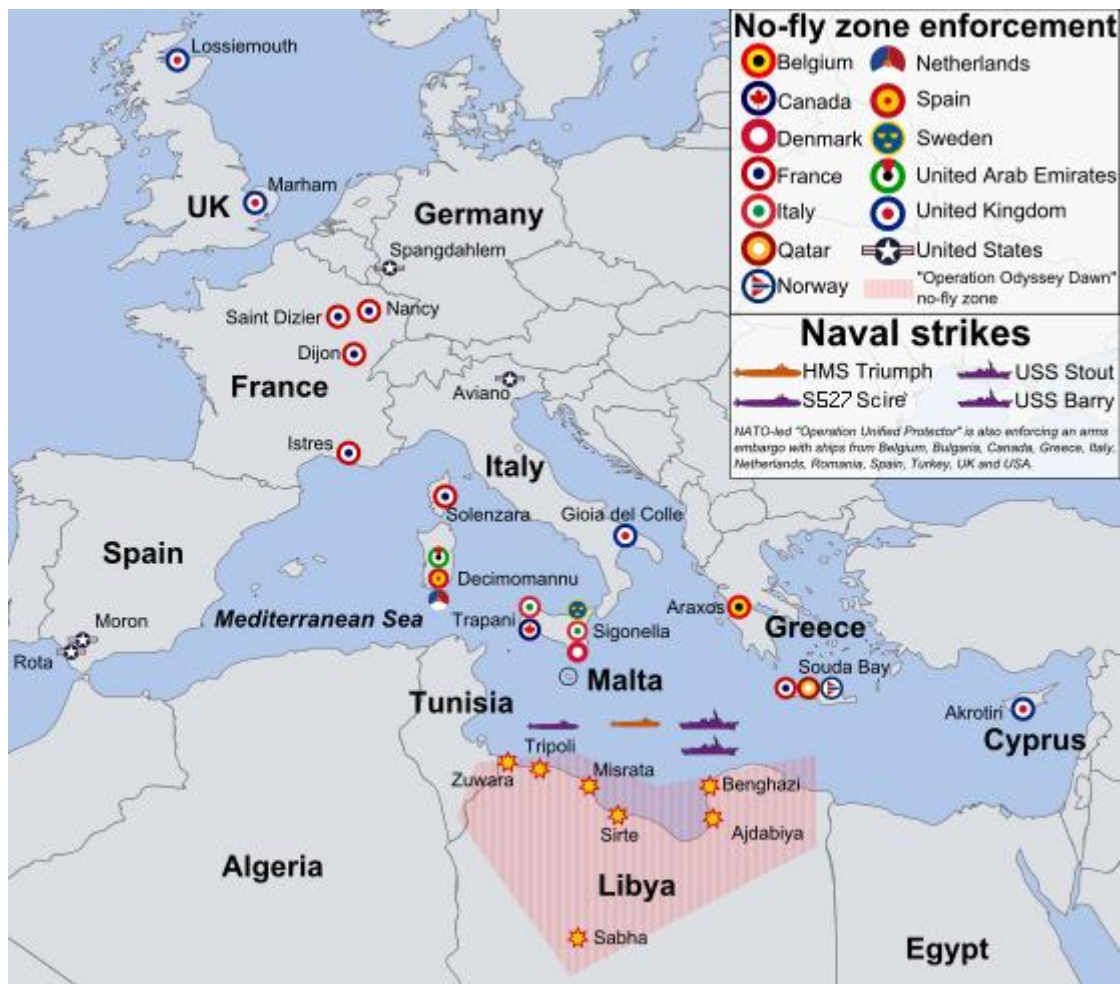 No-fly zone enforcement
Belgium
Netherlands
Canada
Spain
Denmark
Sweden
France
United Arab Emirates
Italy
United Kingdom
Qatar
United States
Norway
"Operation Odyssey Dawn"
no-fly zone
Naval strikes
HMS Triumph
USS Stout
S527 Scire'
USS Barry
NATO-led "Operation Unified Protector" is also enforcing an arms
embargo with ships from Belgium, Bulgaria, Canada, Greece, Italy,
Netherlands, Romania, Spain, Turkey, UK and USA.
Lossiemouth
Marham
UK
Germany
Spangdahlem
Saint Dizier
Nancy
Dijon
France
Aviano
Istres
Italy
Solenzara
Gioia del Colle
Spain
Decimomannu
Mediterranean Sea
Trapani
Sigonella
Araxos
Greece
Moron
Rota
Souda Bay
Malta
Tunisia
Akrotiri
Cyprus
Tripoli
Zuwara
Misrata
Benghazi
Sirte
Ajdabiya
Algeria
Libya
Sabha
Egypt